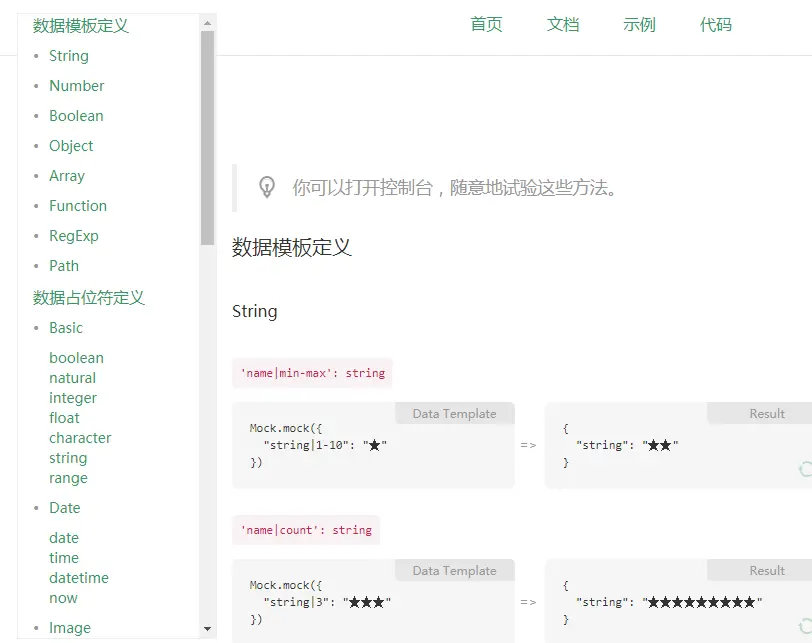 首页 文档 示例 代码
数据模板定义
String
Number
Boolean
Object
Array
Function
RegExp
Path
数据占位符定义
Basic
boolean
natural
integer
float
character
string
range
Date
date
time
datetime
now
Image
你可以打开控制台，随意地试验这些方法。
数据模板定义
String
'name|min-max': string
Data Template
Mock.mock({
"string|1-10": "★"
})
=>
Result
{
"string": "★★"
}
'name|count': string
Data Template
Mock.mock({
"string|3": "★★★"
})
=>
Result
{
"string": "★★★★★★★★★"
}